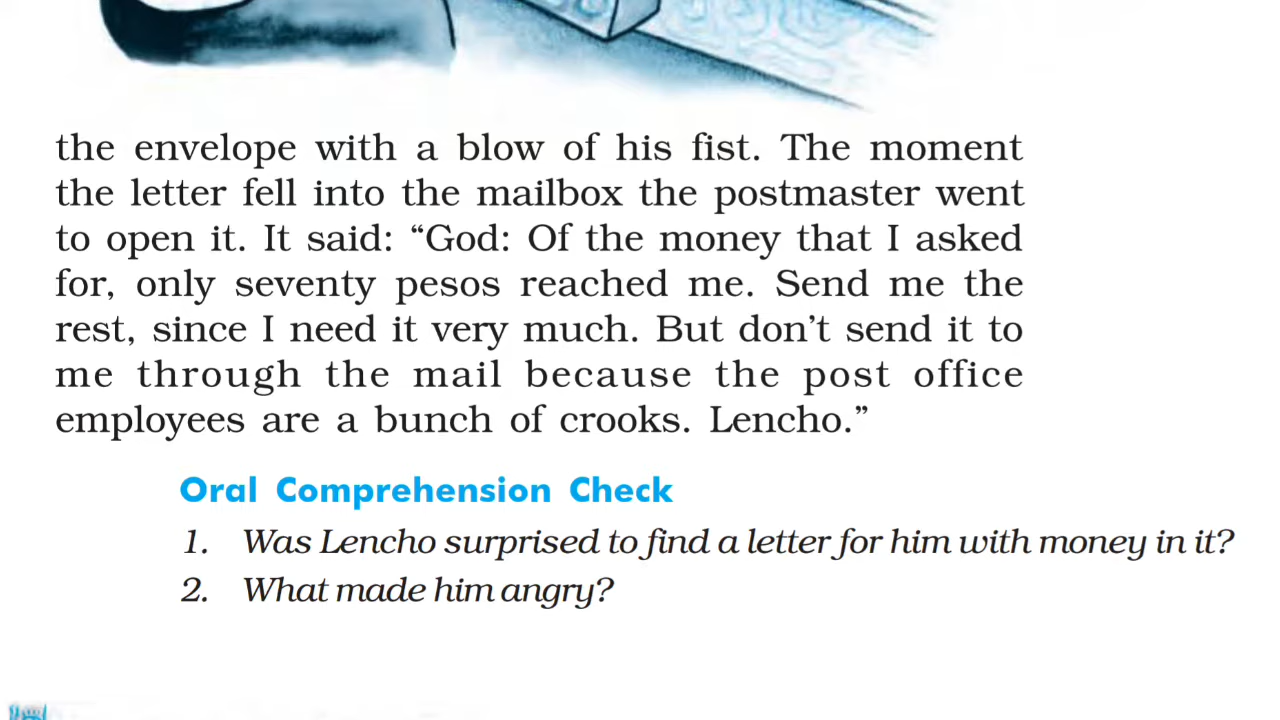 the envelope with a blow of his fist. The moment
the letter fell into the mailbox the postmaster went
to open it. It said: “God: Of the money that I asked
for, only seventy pesos reached me. Send me the
rest, since I need it very much. But don’t send it to
me through the mail because the post office
employees are a bunch of crooks. Lencho.”
Oral Comprehension Check
1. Was Lencho surprised to find a letter for him with money in it?
2. What made him angry?